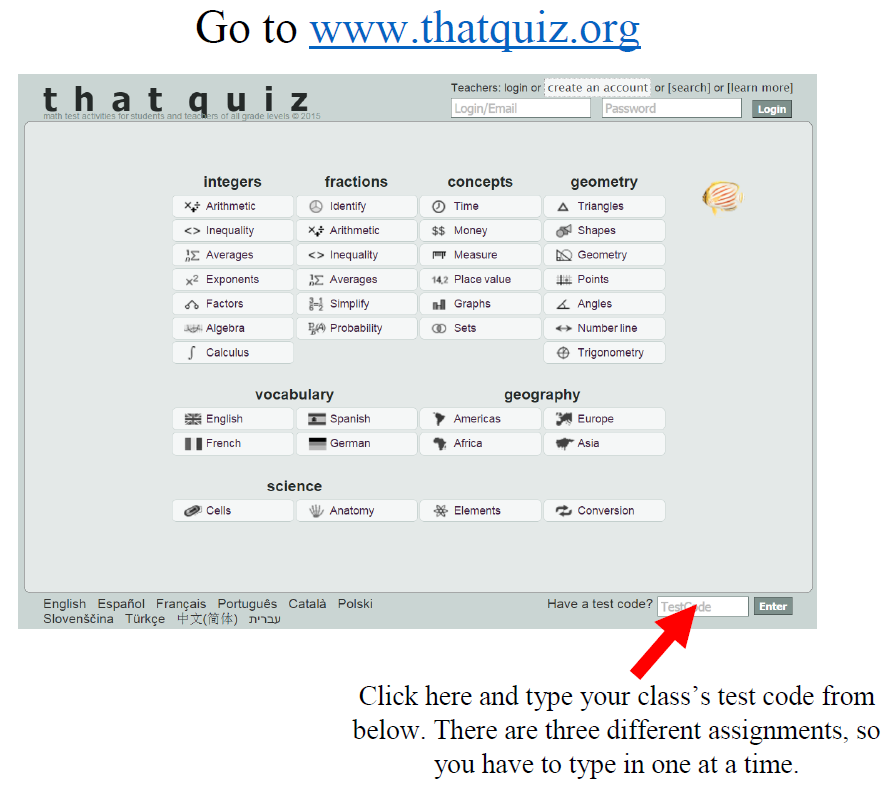 Go to www.thatquiz.org
that quiz
math test activities for students and teachers of all grade levels © 2015
Teachers: login or create an account or [search] or [learn more]
Login/Email Password Login
integers fractions concepts geometry
Arithmetic Identify Time Triangles
<> Inequality Arithmetic $$ Money Shapes
Averages <> Inequality Measure Geometry
x² Exponents Averages 14,2 Place value Points
Factors Simplify Graphs Angles
Algebra P(A) Probability Sets Number line
∫ Calculus Trigonometry
vocabulary geography
English Spanish Americas Europe
French German Africa Asia
science
Cells Anatomy Elements Conversion
English Español Français Português Català Polski
Slovenščina Türkçe 中文(简体) עברית
Have a test code? TestCode Enter
Click here and type your class’s test code from
below. There are three different assignments, so
you have to type in one at a time.